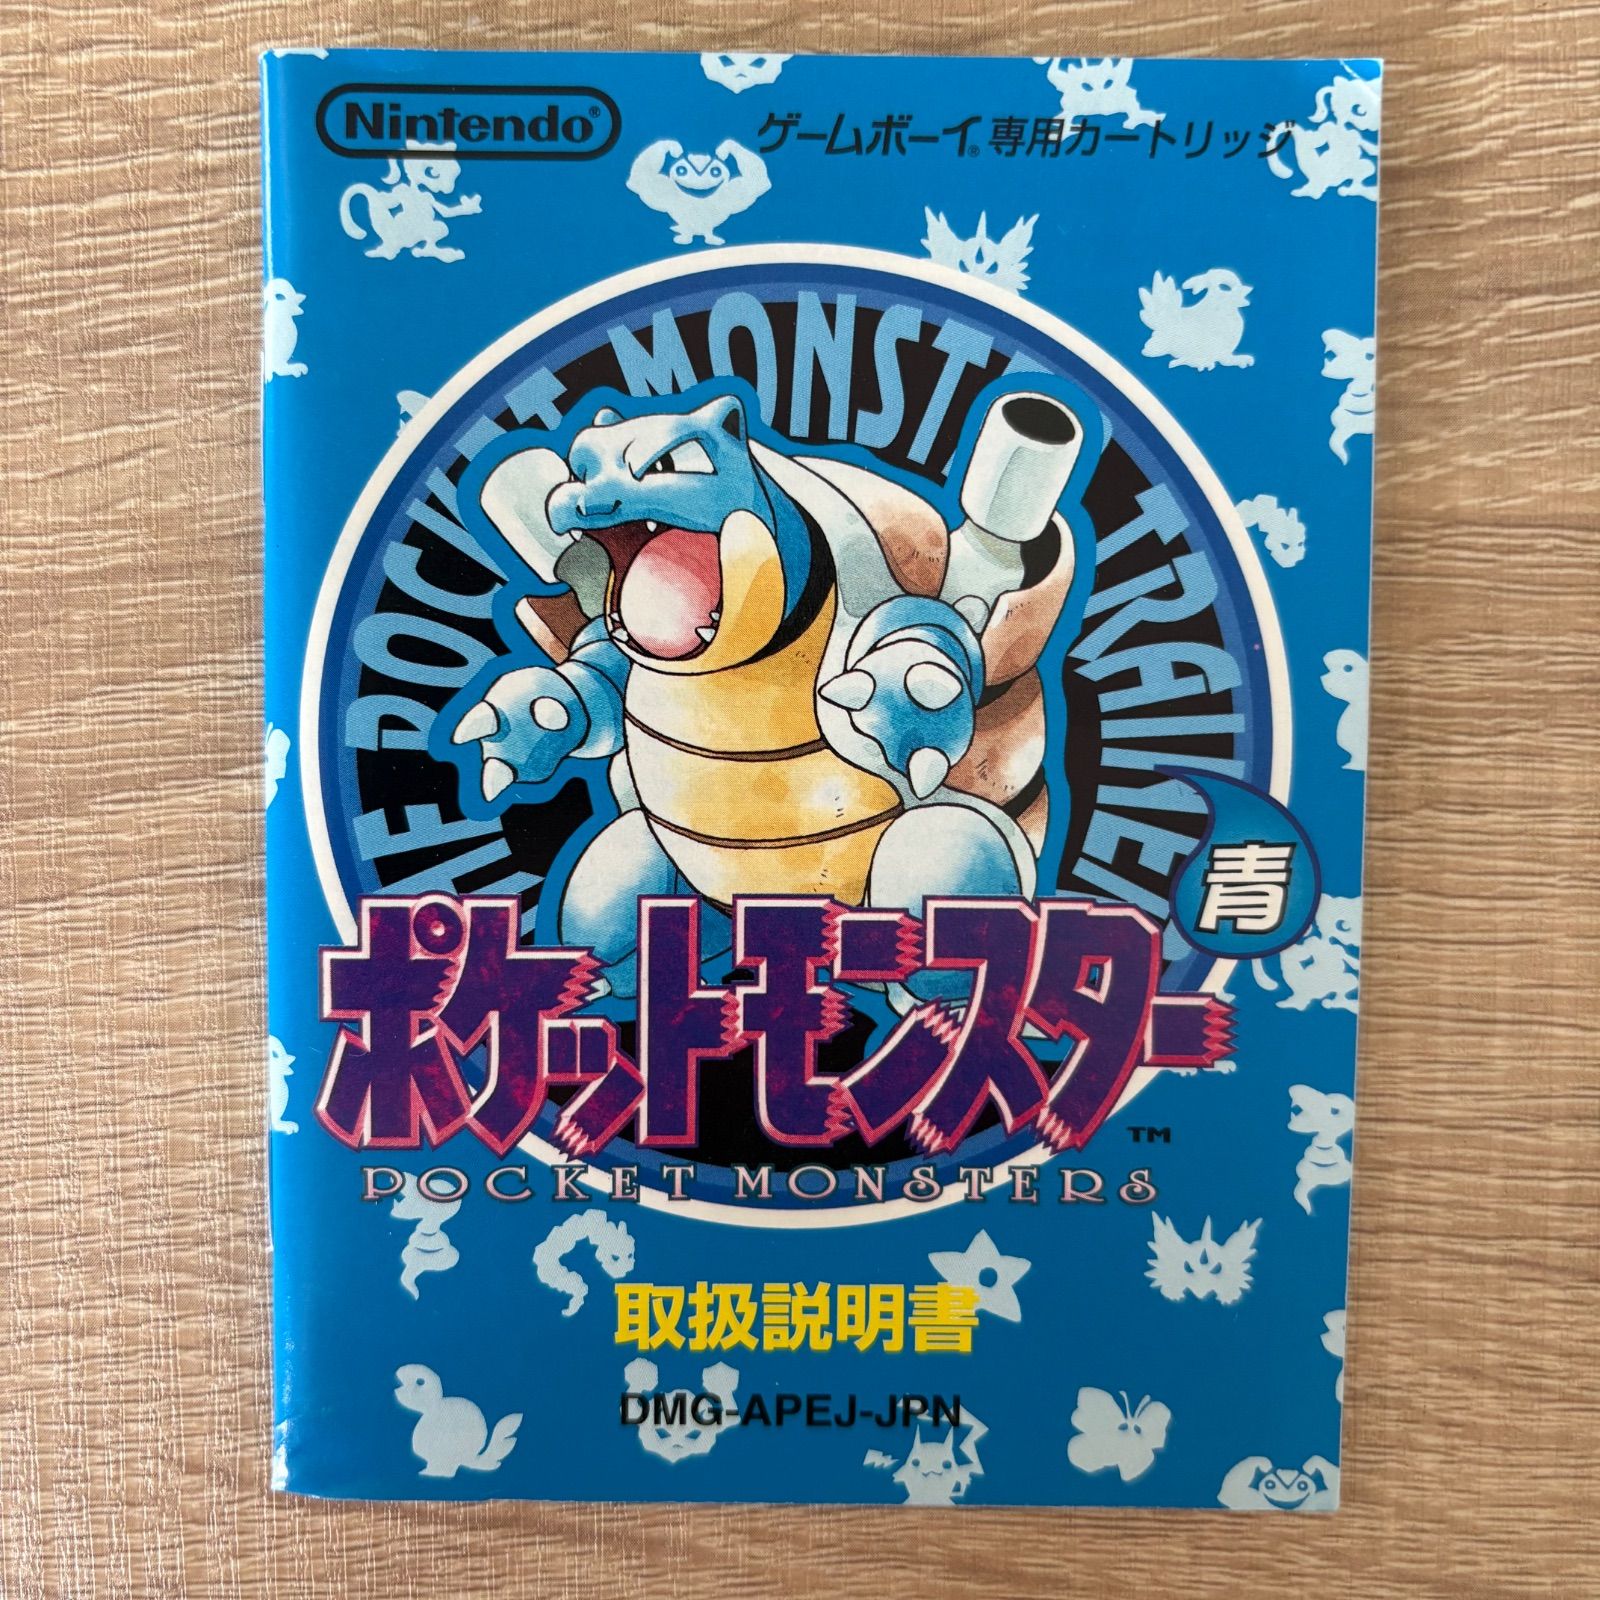 Nintendo®
ゲームボーイ®専用カートリッジ
POCKET MONSTER TRAINER
青
ポケットモンスター™
POCKET MONSTERS
取扱説明書
DMG-APEJ-JPN